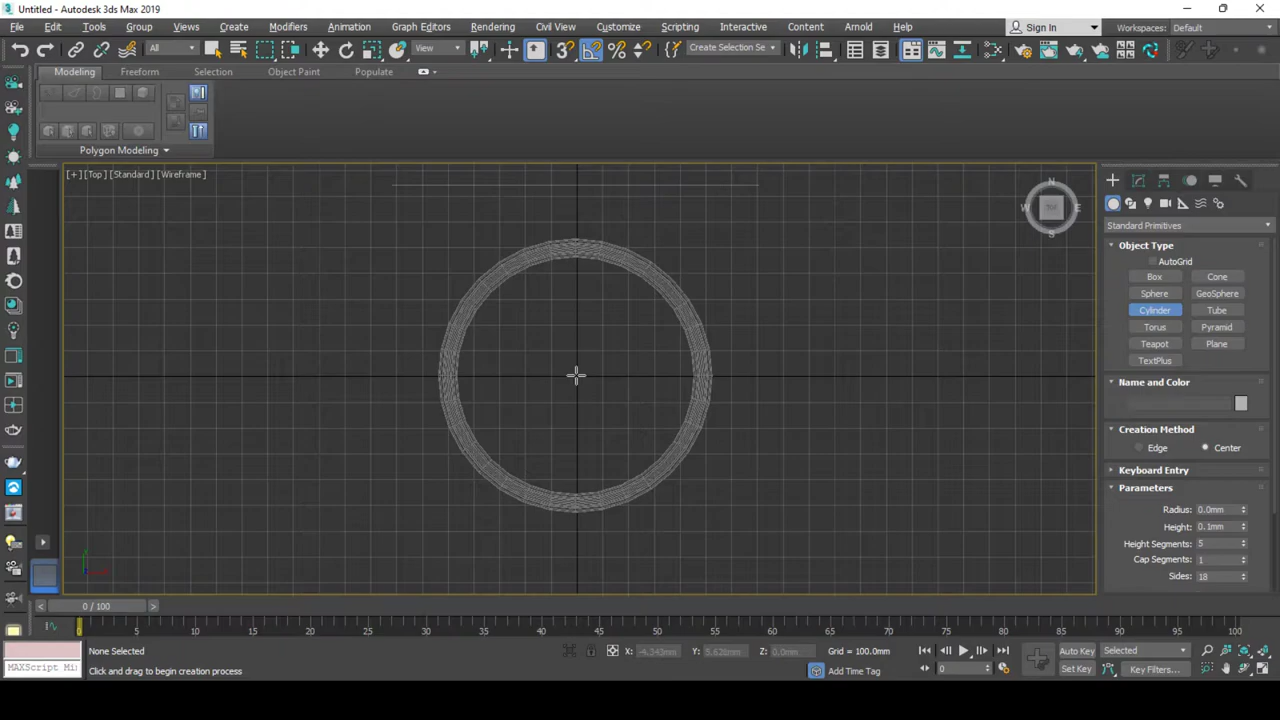 Untitled - Autodesk 3ds Max 2019
File Edit Tools Group Views Create Modifiers Animation Graph Editors Rendering Civil View Customize Scripting Interactive Content Arnold Help Sign In Workspaces: Default
All View 3 Create Selection Se
Modeling Freeform Selection Object Paint Populate
Polygon Modeling
[+] [Top] [Standard] [Wireframe]
N
W TOP E
S
Standard Primitives
Object Type
AutoGrid
Box Cone
Sphere GeoSphere
Cylinder Tube
Torus Pyramid
Teapot Plane
TextPlus
Name and Color
Creation Method
Edge Center
Keyboard Entry
Parameters
Radius: 0.0mm
Height: 0.1mm
Height Segments: 5
Cap Segments: 1
Sides: 18
0 / 100
0 5 10 15 20 25 30 35 40 45 50 55 60 65 70 75 80 85 90 95 100
None Selected X: -4.343mm Y: 5.628mm Z: 0.0mm Grid = 100.0mm Auto Key Selected
MAXScript Mi Click and drag to begin creation process Add Time Tag 0 Set Key Key Filters...